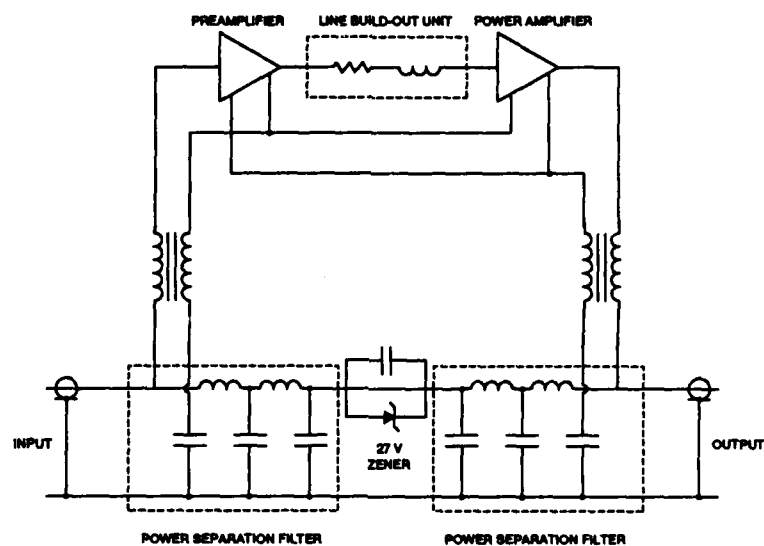 PREAMPLIFIER
LINE BUILD-OUT UNIT
POWER AMPLIFIER
INPUT
27 V
ZENER
OUTPUT
POWER SEPARATION FILTER
POWER SEPARATION FILTER